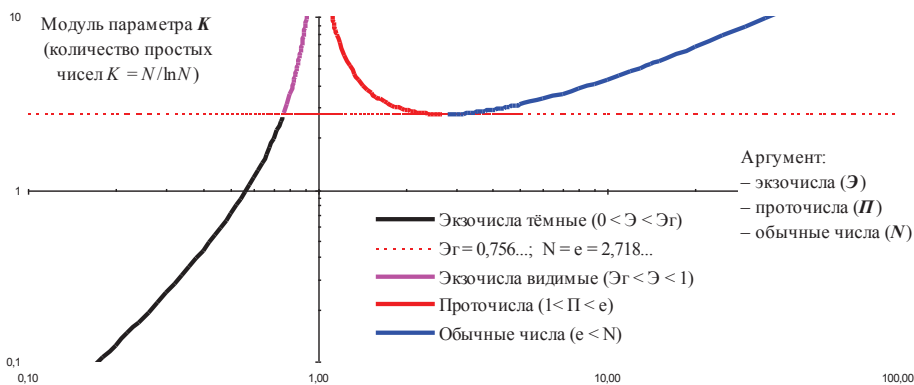 10
Модуль параметра K
(количество простых
чисел K = N/lnN)
Аргумент:
– экзочисла (Э)
– проточисла (П)
– обычные числа (N)
1
Экзочисла тёмные (0 < Э < Эг)
Эг = 0,756...; N = e = 2,718...
Экзочисла видимые (Эг < Э < 1)
Проточисла (1< П < e)
Обычные числа (e < N)
0,1
0,10
1,00
10,00
100,00